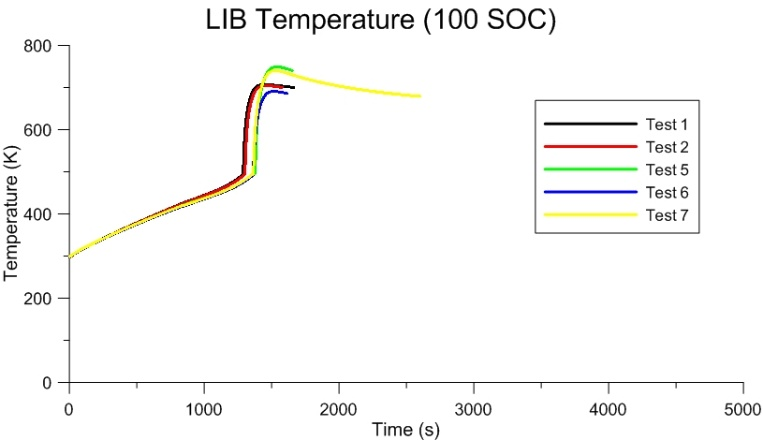 LIB Temperature (100 SOC)
800
600
400
200
0
Temperature (K)
Test 1
Test 2
Test 5
Test 6
Test 7
0 1000 2000 3000 4000 5000
Time (s)